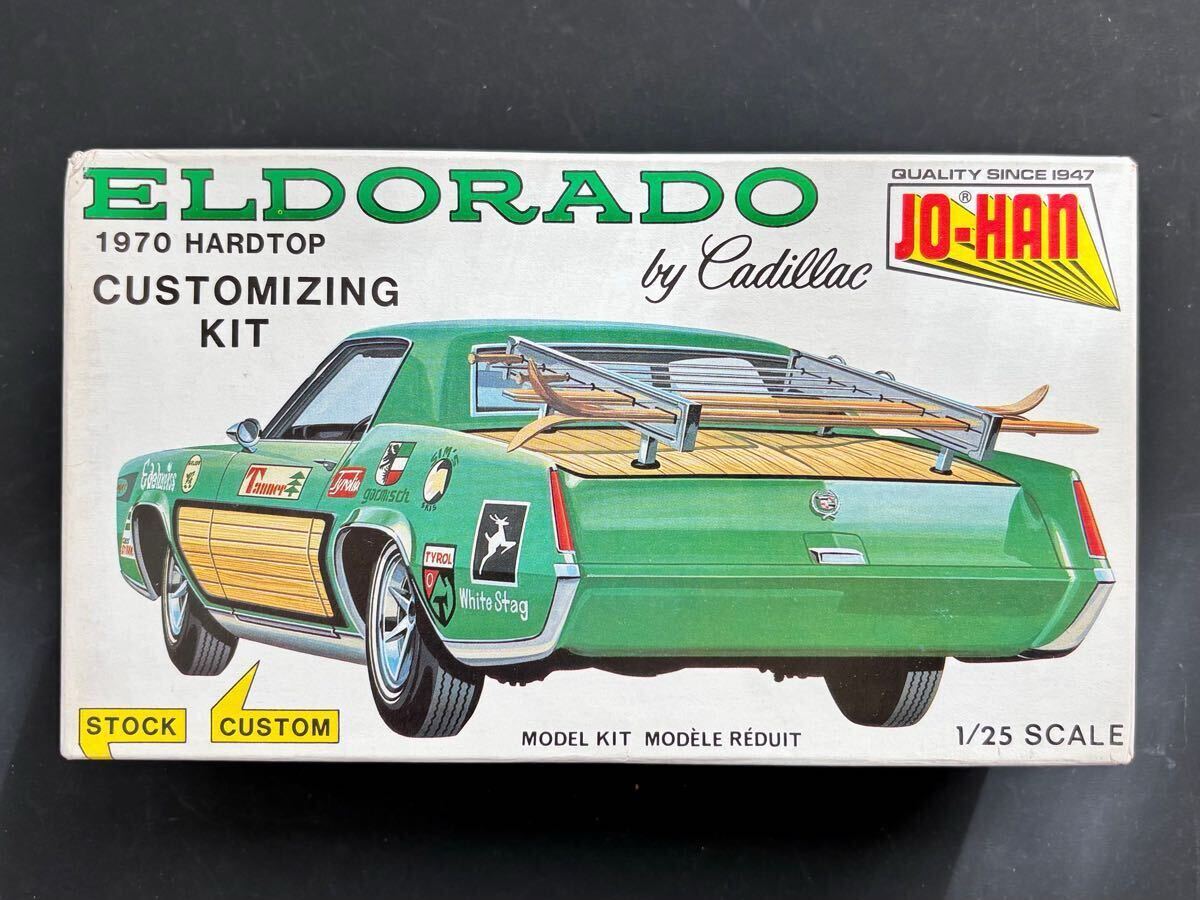 ELDORADO
by Cadillac
1970 HARDTOP
CUSTOMIZING
KIT
QUALITY SINCE 1947
JO-HAN®
Edelweiss
Tanner
Tyrolia
garmisch
TYROL
White Stag
STOCK
CUSTOM
MODEL KIT MODÈLE RÉDUIT
1/25 SCALE